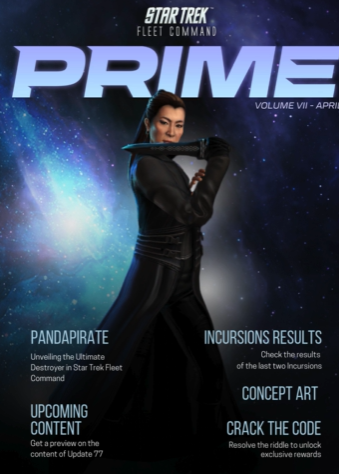 STAR TREK
FLEET COMMAND
PRIME
VOLUME VII - APRIL
PANDAPIRATE
Unveiling the Ultimate
Destroyer in Star Trek Fleet
Command
UPCOMING
CONTENT
Get a preview on the
content of Update 77
INCURSIONS RESULTS
Check the results
of the last two Incursions
CONCEPT ART
CRACK THE CODE
Resolve the riddle to unlock
exclusive rewards